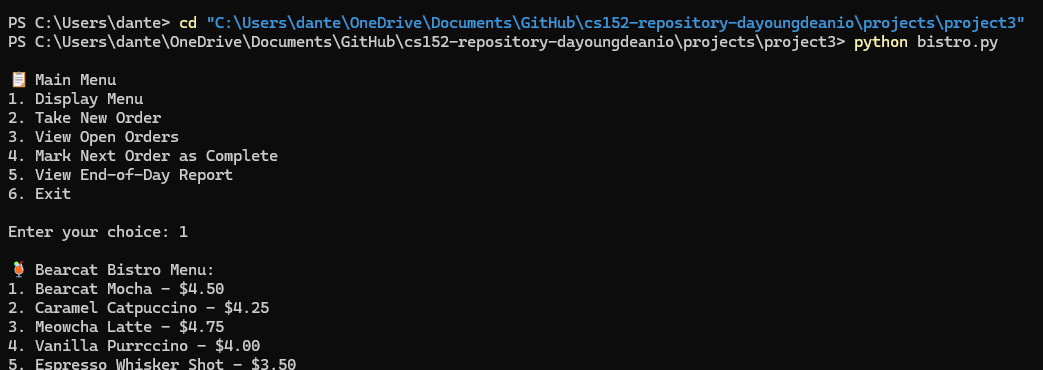 PS C:\Users\dante> cd "C:\Users\dante\OneDrive\Documents\GitHub\cs152-repository-dayoungdeanio\projects\project3"
PS C:\Users\dante\OneDrive\Documents\GitHub\cs152-repository-dayoungdeanio\projects\project3> python bistro.py
📋 Main Menu
1. Display Menu
2. Take New Order
3. View Open Orders
4. Mark Next Order as Complete
5. View End-of-Day Report
6. Exit
Enter your choice: 1
🍹 Bearcat Bistro Menu:
1. Bearcat Mocha - $4.50
2. Caramel Catpuccino - $4.25
3. Meowcha Latte - $4.75
4. Vanilla Purrccino - $4.00
5. Espresso Whisker Shot - $3.50